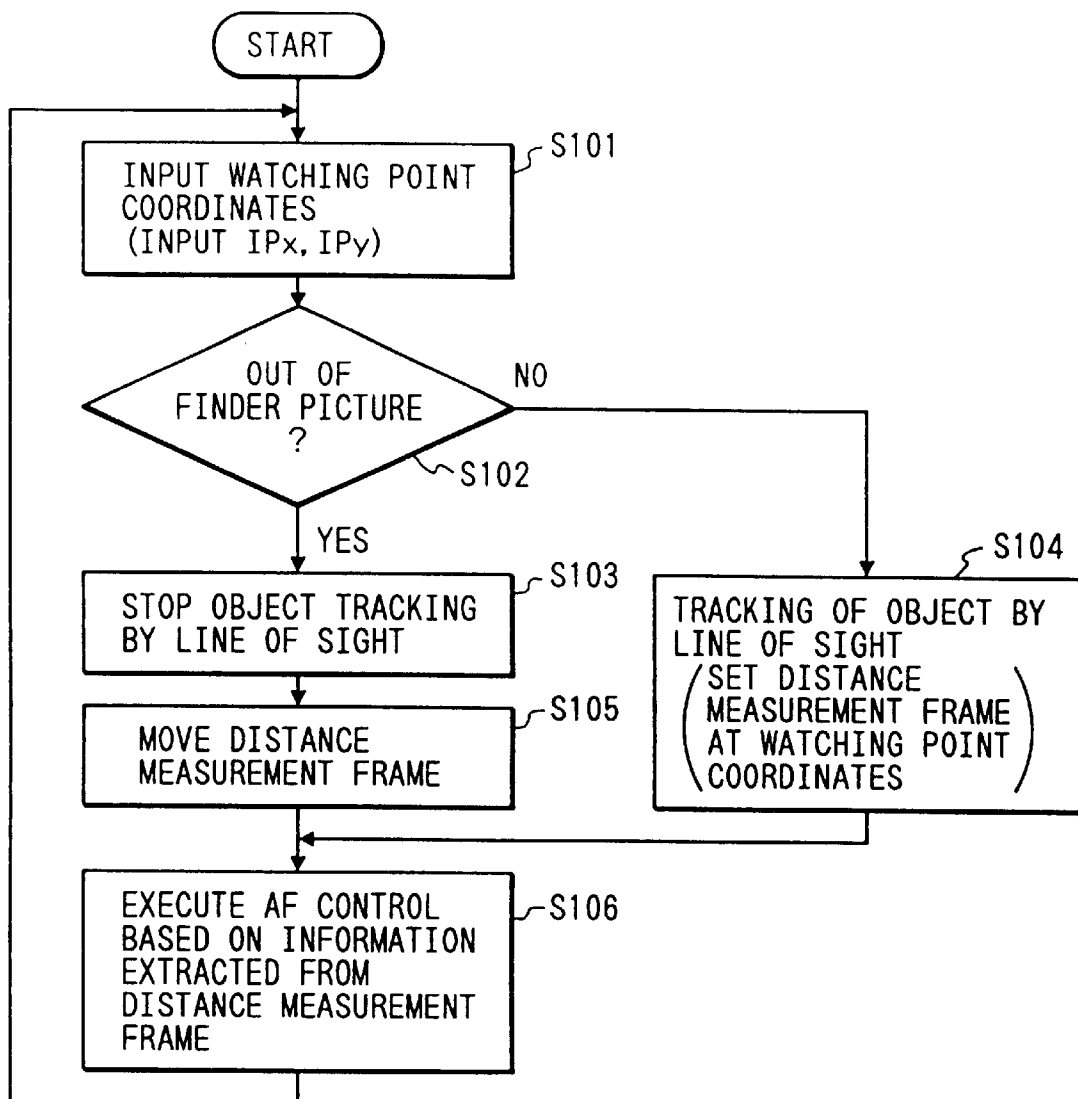 START
S101
INPUT WATCHING POINT
COORDINATES
(INPUT IPx, IPy)
OUT OF
FINDER PICTURE
?
NO
S102
YES
S103
STOP OBJECT TRACKING
BY LINE OF SIGHT
S104
TRACKING OF OBJECT BY
LINE OF SIGHT
(SET DISTANCE
MEASUREMENT FRAME
AT WATCHING POINT
COORDINATES)
S105
MOVE DISTANCE
MEASUREMENT FRAME
S106
EXECUTE AF CONTROL
BASED ON INFORMATION
EXTRACTED FROM
DISTANCE MEASUREMENT
FRAME